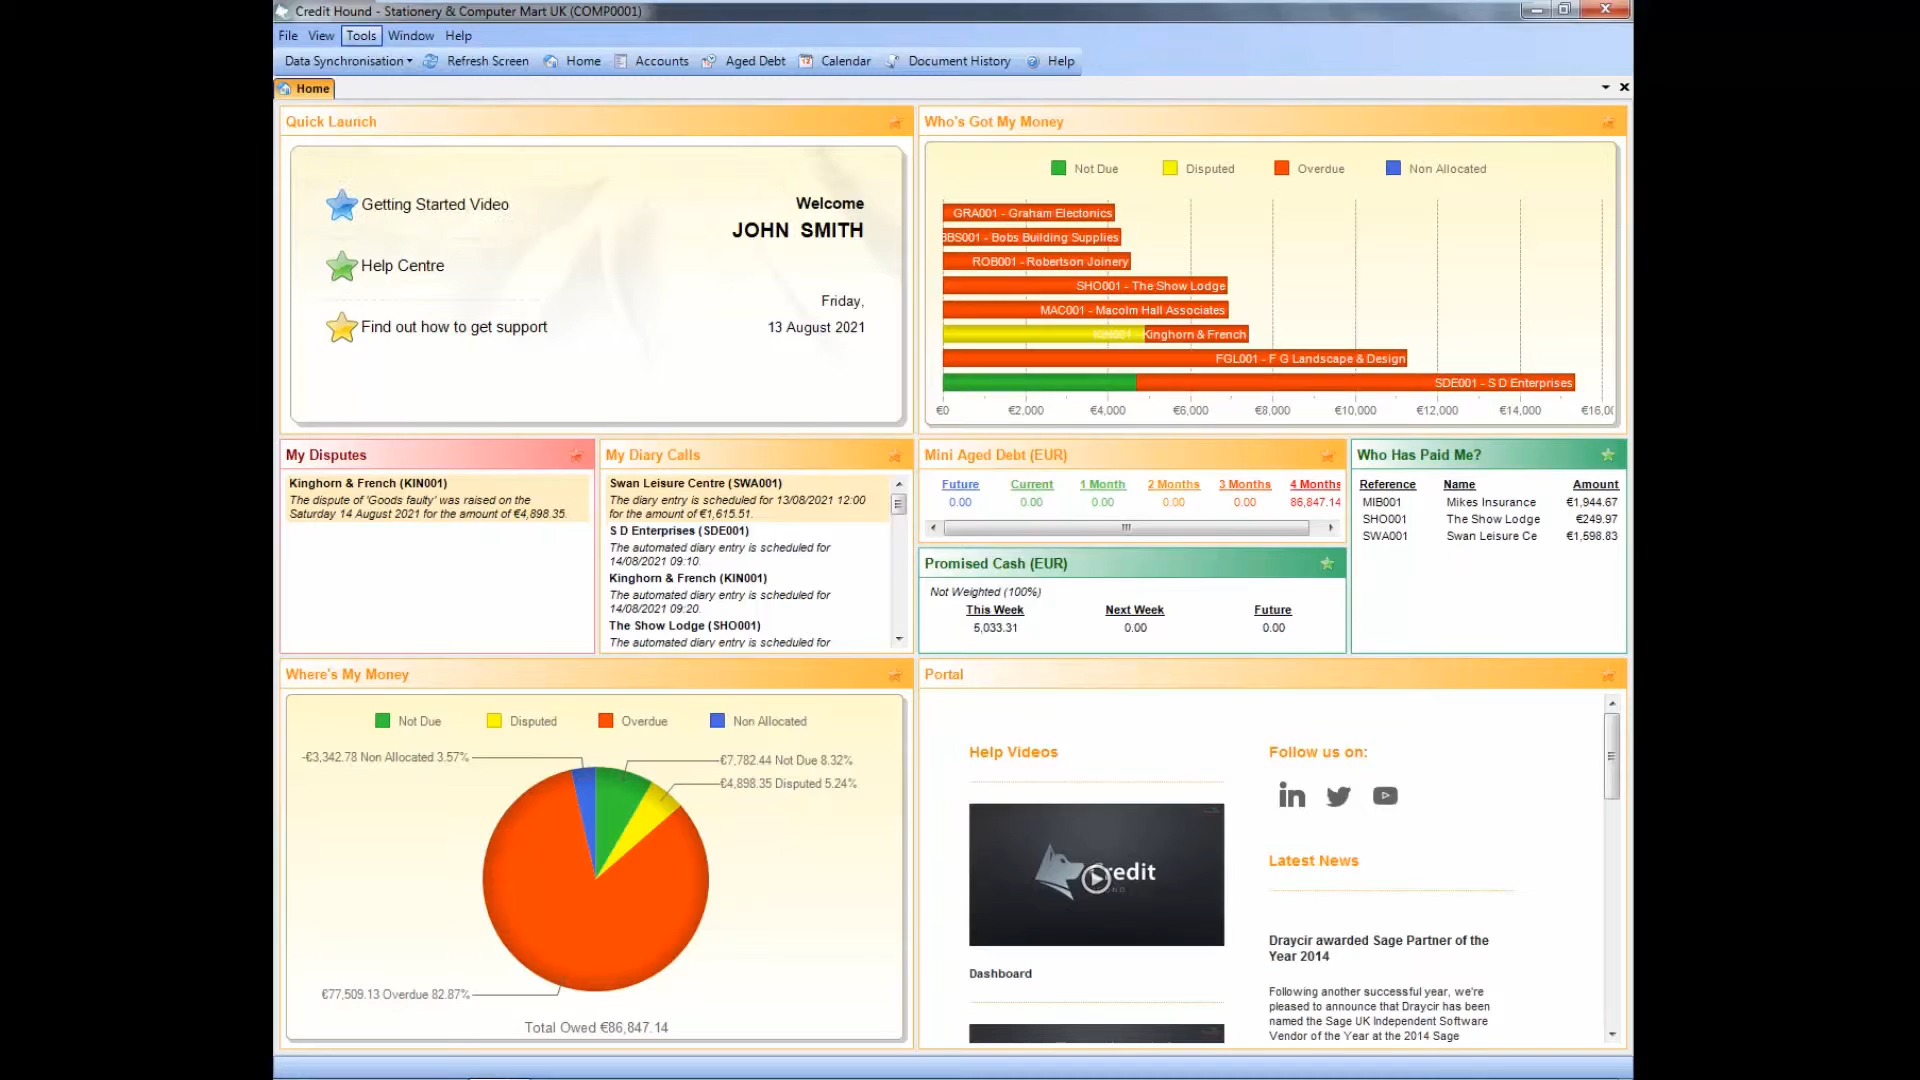 Credit Hound - Stationery & Computer Mart UK (COMP0001)
File View Tools Window Help
Data Synchronisation Refresh Screen Home Accounts Aged Debt Calendar Document History Help
Home
Quick Launch
Getting Started Video
Help Centre
Find out how to get support
Welcome
JOHN SMITH
Friday,
13 August 2021
Who's Got My Money
Not Due Disputed Overdue Non Allocated
GRA001 - Graham Electonics
BBS001 - Bobs Building Supplies
ROB001 - Robertson Joinery
SHO001 - The Show Lodge
MAC001 - Macolm Hall Associates
KIN001 - Kinghorn & French
FGL001 - F G Landscape & Design
SDE001 - S D Enterprises
€0 €2,000 €4,000 €6,000 €8,000 €10,000 €12,000 €14,000 €16,00
My Disputes
Kinghorn & French (KIN001)
The dispute of 'Goods faulty' was raised on the
Saturday 14 August 2021 for the amount of €4,898.35.
My Diary Calls
Swan Leisure Centre (SWA001)
The diary entry is scheduled for 13/08/2021 12:00
for the amount of €1,615.51.
S D Enterprises (SDE001)
The automated diary entry is scheduled for
14/08/2021 09:10.
Kinghorn & French (KIN001)
The automated diary entry is scheduled for
14/08/2021 09:20.
The Show Lodge (SHO001)
The automated diary entry is scheduled for
Mini Aged Debt (EUR)
Future Current 1 Month 2 Months 3 Months 4 Months
0.00 0.00 0.00 0.00 0.00 86,847.14
Promised Cash (EUR)
Not Weighted (100%)
This Week Next Week Future
5,033.31 0.00 0.00
Who Has Paid Me?
Reference Name Amount
MIB001 Mikes Insurance €1,944.67
SHO001 The Show Lodge €249.97
SWA001 Swan Leisure Ce €1,598.83
Where's My Money
Not Due Disputed Overdue Non Allocated
-€3,342.78 Non Allocated 3.57%
€7,782.44 Not Due 8.32%
€4,898.35 Disputed 5.24%
€77,509.13 Overdue 82.87%
Total Owed €86,847.14
Portal
Help Videos
Credit
Dashboard
Follow us on:
Latest News
Draycir awarded Sage Partner of the
Year 2014
Following another successful year, we're
pleased to announce that Draycir has been
named the Sage UK Independent Software
Vendor of the Year at the 2014 Sage